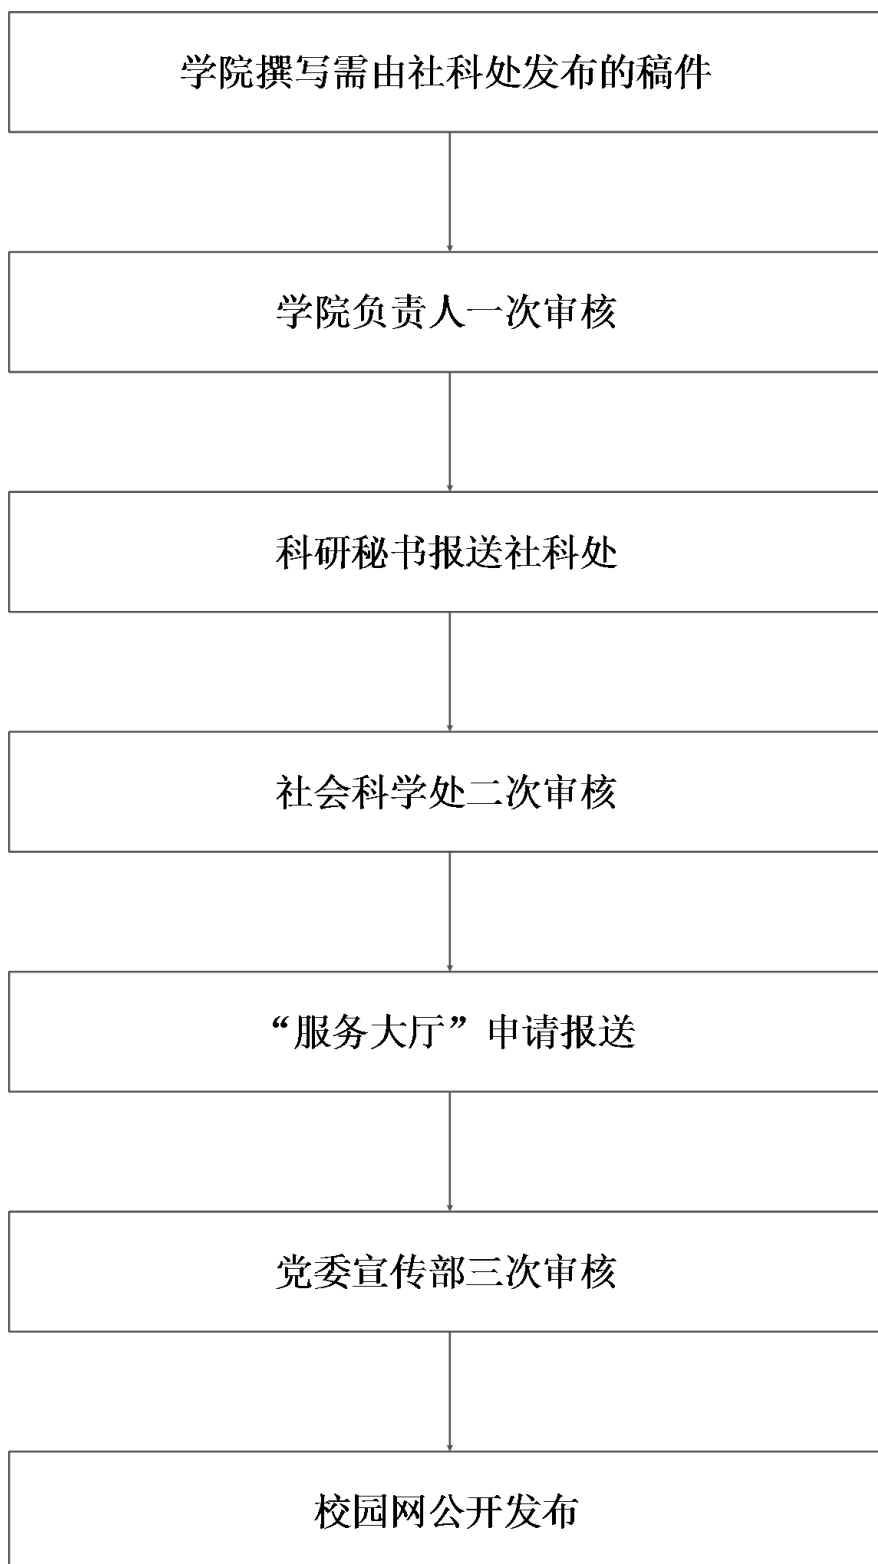 学院撰写需由社科处发布的稿件
学院负责人一次审核
科研秘书报送社科处
社会科学处二次审核
“服务大厅”申请报送
党委宣传部三次审核
校园网公开发布